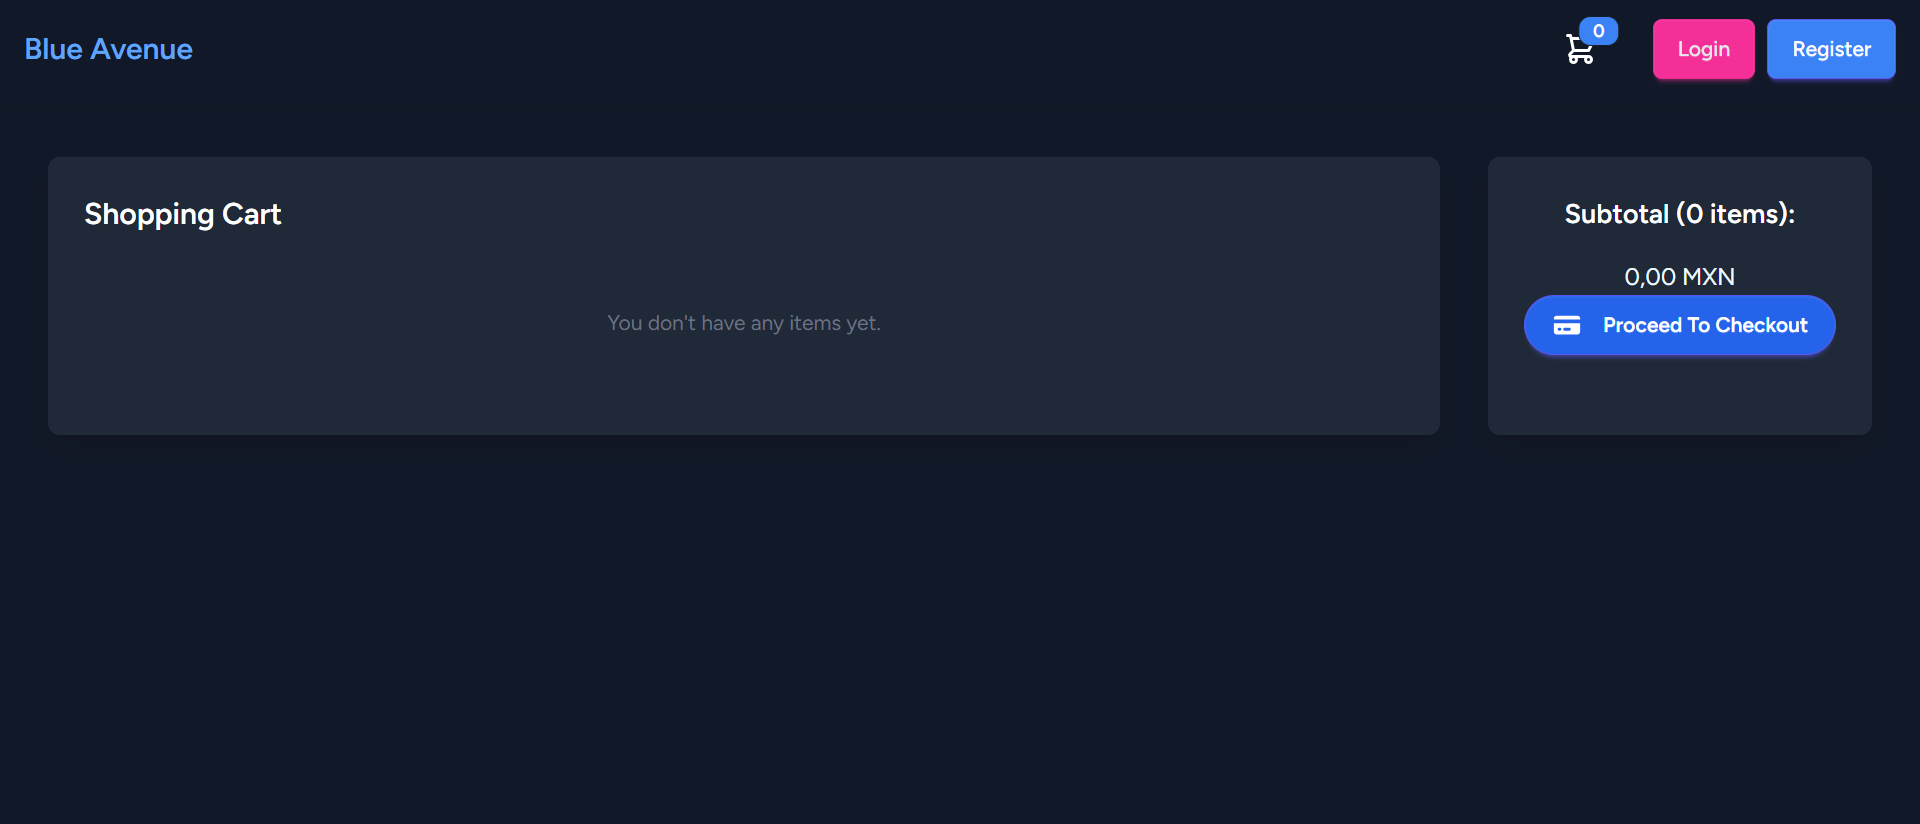 Blue Avenue
0
Login
Register
Shopping Cart
You don't have any items yet.
Subtotal (0 items):
0,00 MXN
Proceed To Checkout